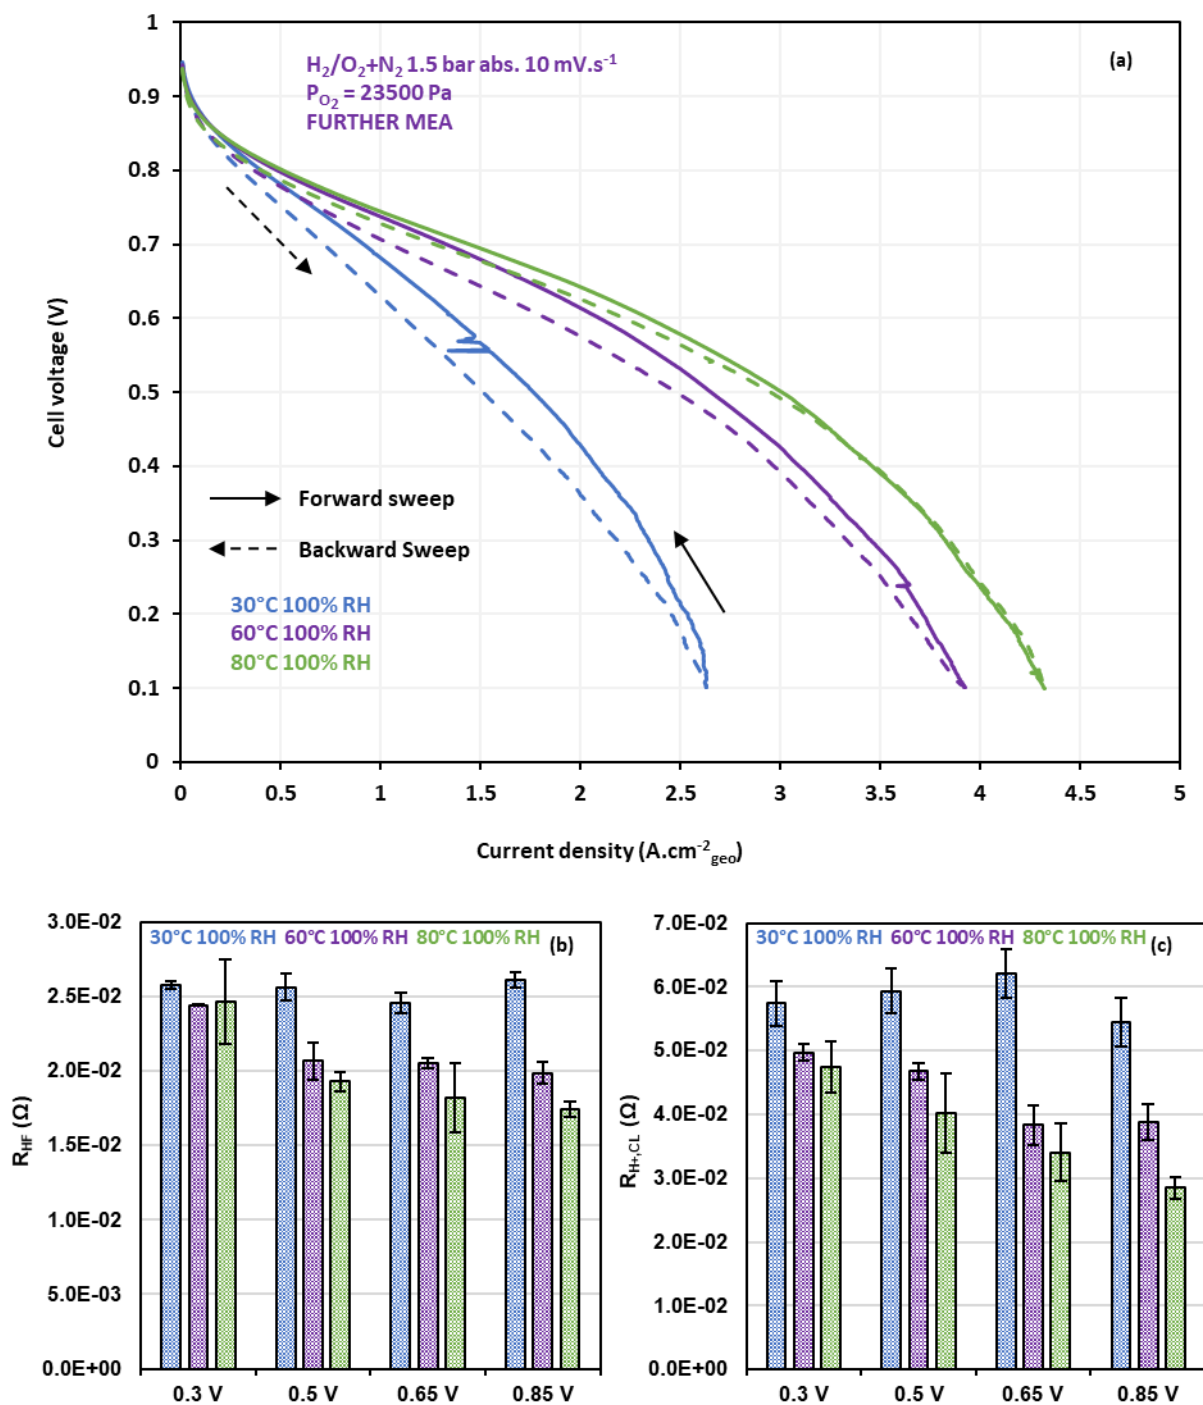 (a)
H₂/O₂+N₂ 1.5 bar abs. 10 mV.s⁻¹
P_O₂ = 23500 Pa
FURTHER MEA
Cell voltage (V)
1
0.9
0.8
0.7
0.6
0.5
0.4
0.3
0.2
0.1
0
Forward sweep
Backward Sweep
30°C 100% RH
60°C 100% RH
80°C 100% RH
0 0.5 1 1.5 2 2.5 3 3.5 4 4.5 5
Current density (A.cm⁻²geo)
R_HF (Ω)
3.0E-02
2.5E-02
2.0E-02
1.5E-02
1.0E-02
5.0E-03
0.0E+00
30°C 100% RH 60°C 100% RH 80°C 100% RH (b)
0.3 V 0.5 V 0.65 V 0.85 V
R_H+,CL (Ω)
7.0E-02
6.0E-02
5.0E-02
4.0E-02
3.0E-02
2.0E-02
1.0E-02
0.0E+00
30°C 100% RH 60°C 100% RH 80°C 100% RH (c)
0.3 V 0.5 V 0.65 V 0.85 V